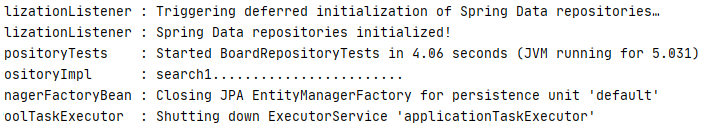 lizationListener : Triggering deferred initialization of Spring Data repositories…
lizationListener : Spring Data repositories initialized!
positoryTests    : Started BoardRepositoryTests in 4.06 seconds (JVM running for 5.031)
ositoryImpl      : search1........................
nagerFactoryBean : Closing JPA EntityManagerFactory for persistence unit 'default'
oolTaskExecutor  : Shutting down ExecutorService 'applicationTaskExecutor'